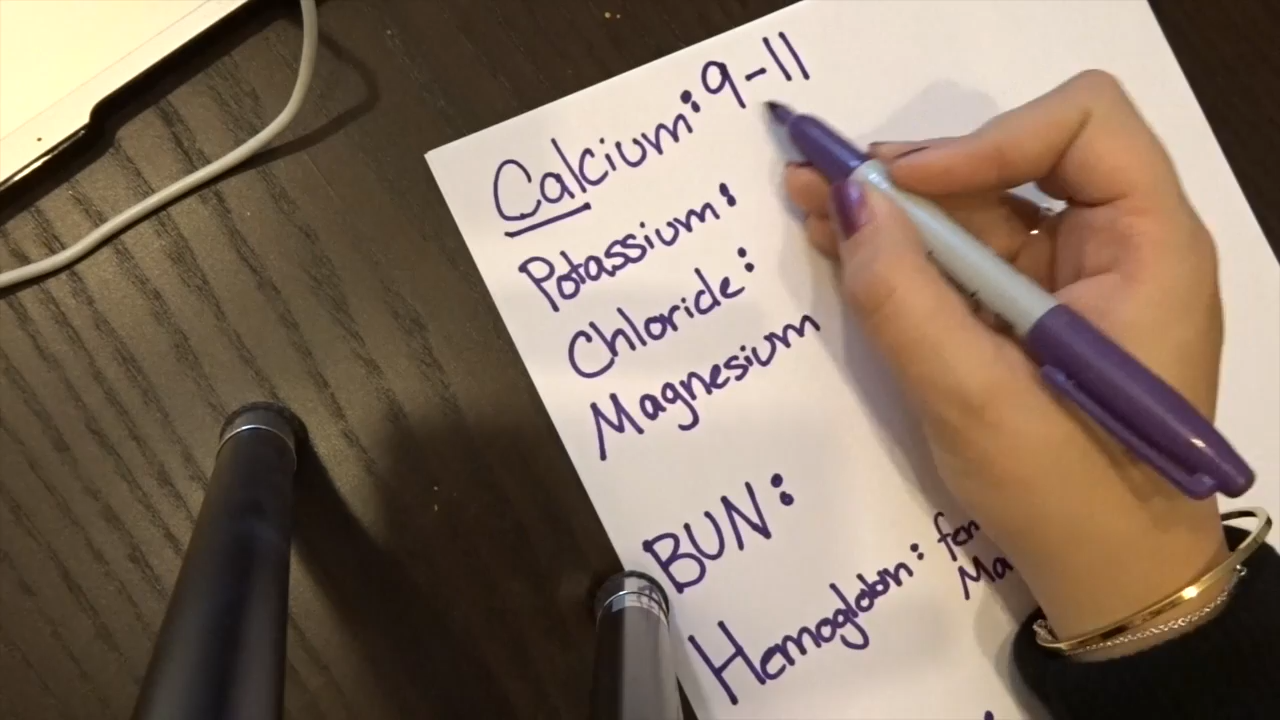 Calcium: 9-11
Potassium:
Chloride:
Magnesium
BUN:
Hemoglobin: fem
Ma